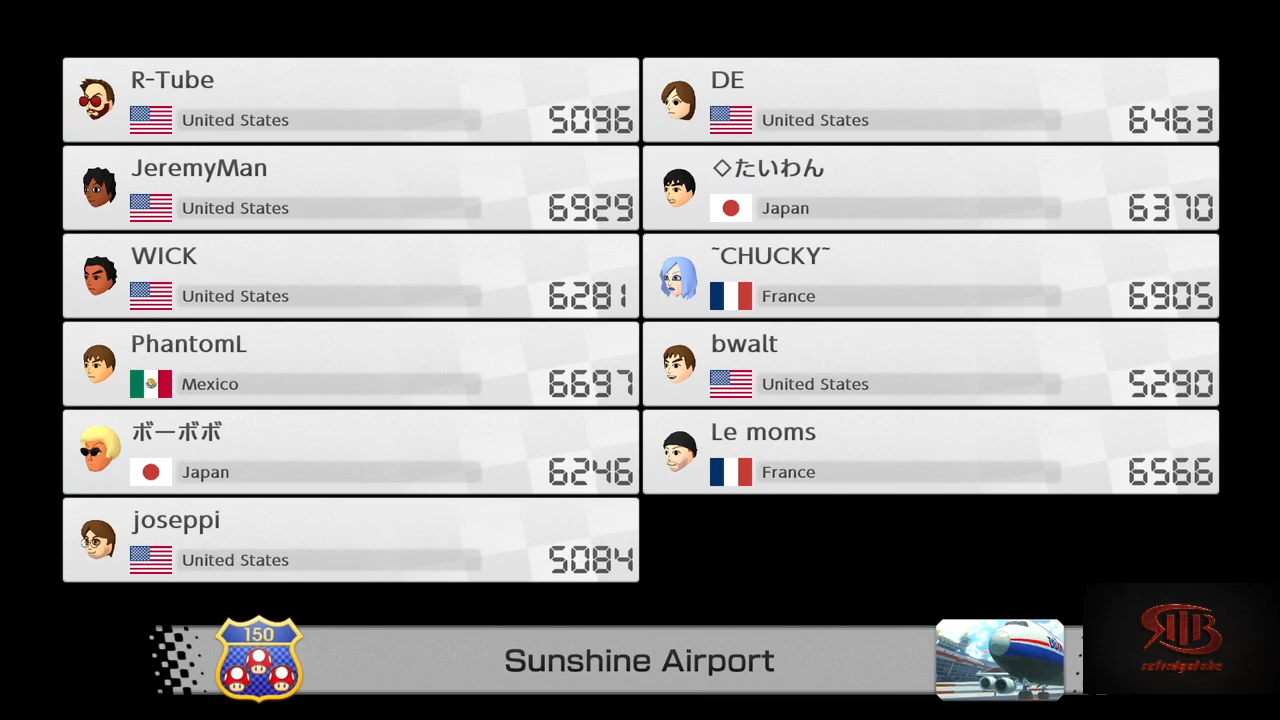 R-Tube
United States 5096
DE
United States 6463
JeremyMan
United States 6929
◇たいわん
Japan 6370
WICK
United States 6281
~CHUCKY~
France 6905
PhantomL
Mexico 6697
bwalt
United States 5290
ボーボボ
Japan 6246
Le moms
France 6566
joseppi
United States 5084
150
Sunshine Airport